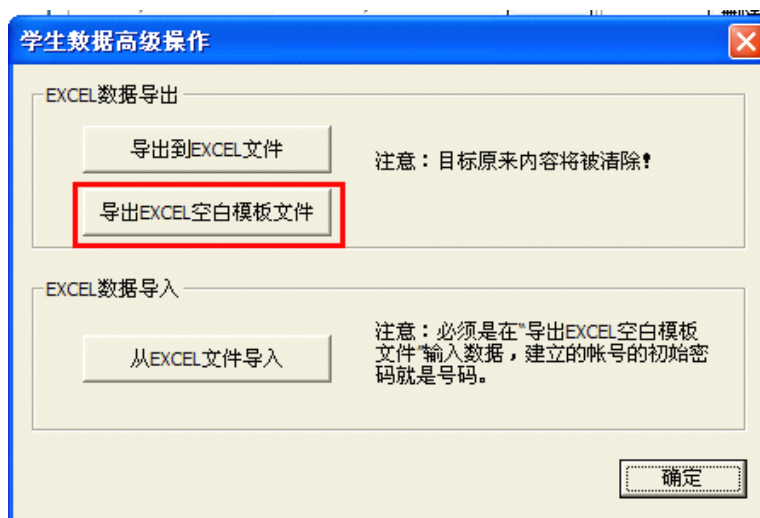 学生数据高级操作
EXCEL数据导出
导出到EXCEL文件
注意：目标原来内容将被清除！
导出EXCEL空白模板文件
EXCEL数据导入
从EXCEL文件导入
注意：必须是在"导出EXCEL空白模板
文件"输入数据，建立的帐号的初始密
码就是号码。
确定